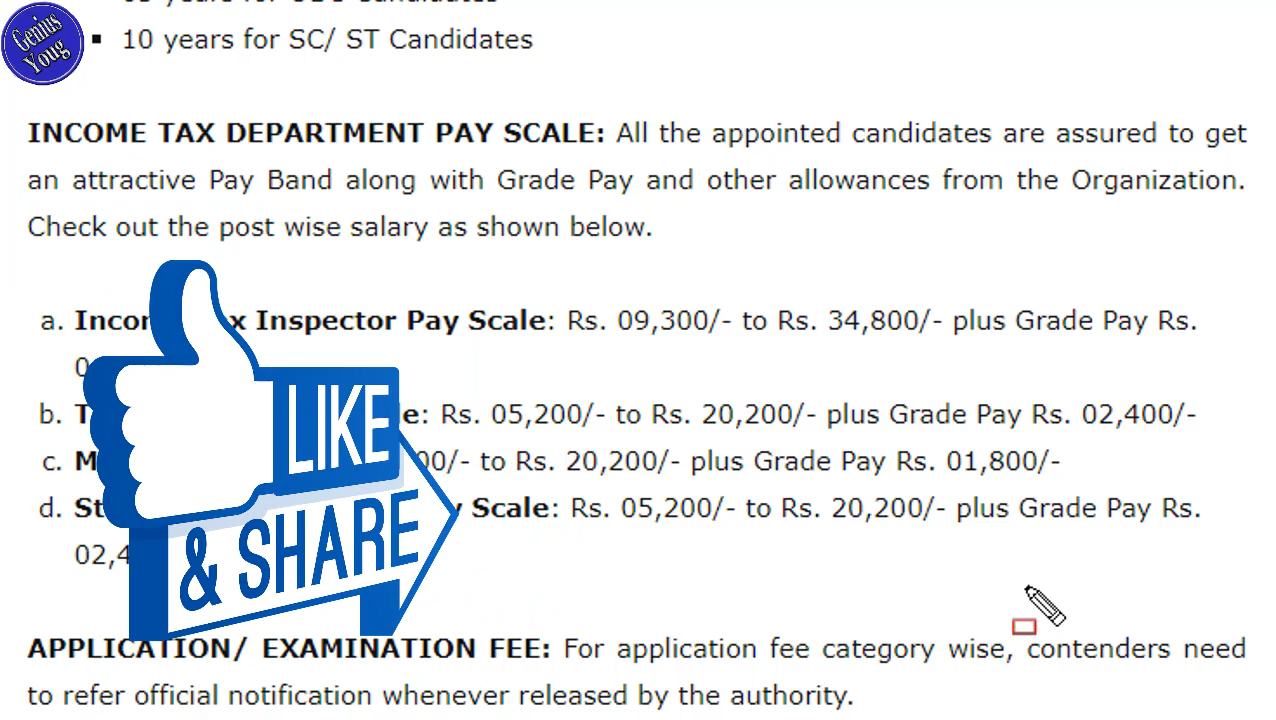 Genius
Youg
10 years for SC/ ST Candidates
INCOME TAX DEPARTMENT PAY SCALE: All the appointed candidates are assured to get
an attractive Pay Band along with Grade Pay and other allowances from the Organization.
Check out the post wise salary as shown below.
a. Inspector Pay Scale: Rs. 09,300/- to Rs. 34,800/- plus Grade Pay Rs.
b. Rs. 05,200/- to Rs. 20,200/- plus Grade Pay Rs. 02,400/-
c. to Rs. 20,200/- plus Grade Pay Rs. 01,800/-
d. Scale: Rs. 05,200/- to Rs. 20,200/- plus Grade Pay Rs.
LIKE
& SHARE
APPLICATION/ EXAMINATION FEE: For application fee category wise, contenders need
to refer official notification whenever released by the authority.